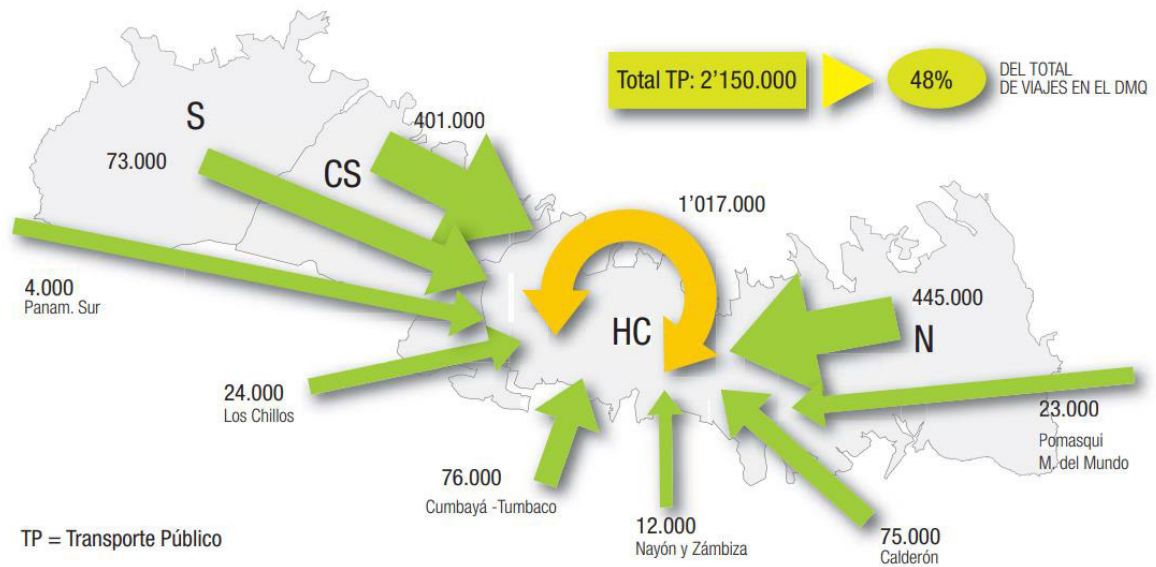 Total TP: 2’150.000
48%
DEL TOTAL
DE VIAJES EN EL DMQ
S
73.000
CS
401.000
1’017.000
4.000
Panam. Sur
HC
445.000
N
24.000
Los Chillos
23.000
Pomasqui
M. del Mundo
76.000
Cumbayá -Tumbaco
12.000
Nayón y Zámbiza
75.000
Calderón
TP = Transporte Público